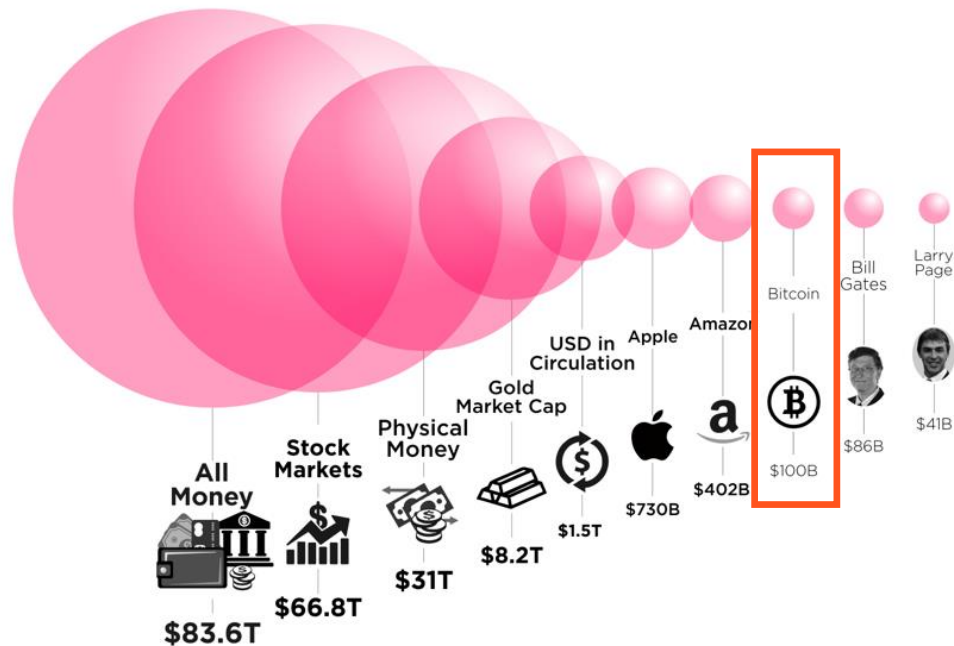 All
Money
$83.6T
Stock
Markets
$66.8T
Physical
Money
$31T
Gold
Market Cap
$8.2T
USD in
Circulation
$1.5T
Apple
$730B
Amazon
$402B
Bitcoin
$100B
Bill
Gates
$86B
Larry
Page
$41B